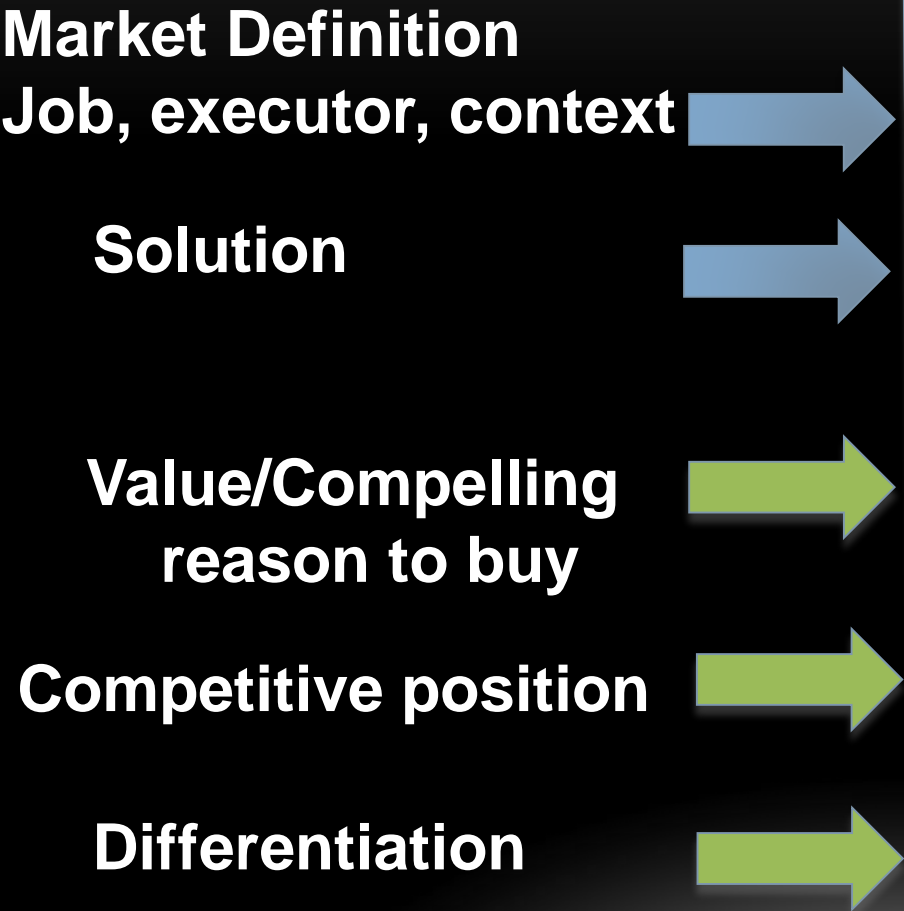 Market Definition
Job, executor, context
Solution
Value/Compelling
reason to buy
Competitive position
Differentiation